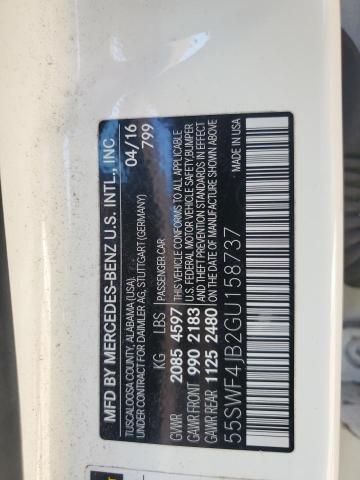 MFD BY MERCEDES-BENZ U.S. INTL., INC. 04/16
TUSCALOOSA COUNTY, ALABAMA (USA) 799
UNDER CONTRACT FOR DAIMLER AG, STUTTGART (GERMANY)
KG LBS PASSENGER CAR
GVWR 2085 4597 THIS VEHICLE CONFORMS TO ALL APPLICABLE
GAWR FRONT 990 2183 U.S. FEDERAL MOTOR VEHICLE SAFETY,BUMPER
GAWR REAR 1125 2480 AND THEFT PREVENTION STANDARDS IN EFFECT
ON THE DATE OF MANUFACTURE SHOWN ABOVE
55SWF4JB2GU158737 MADE IN USA